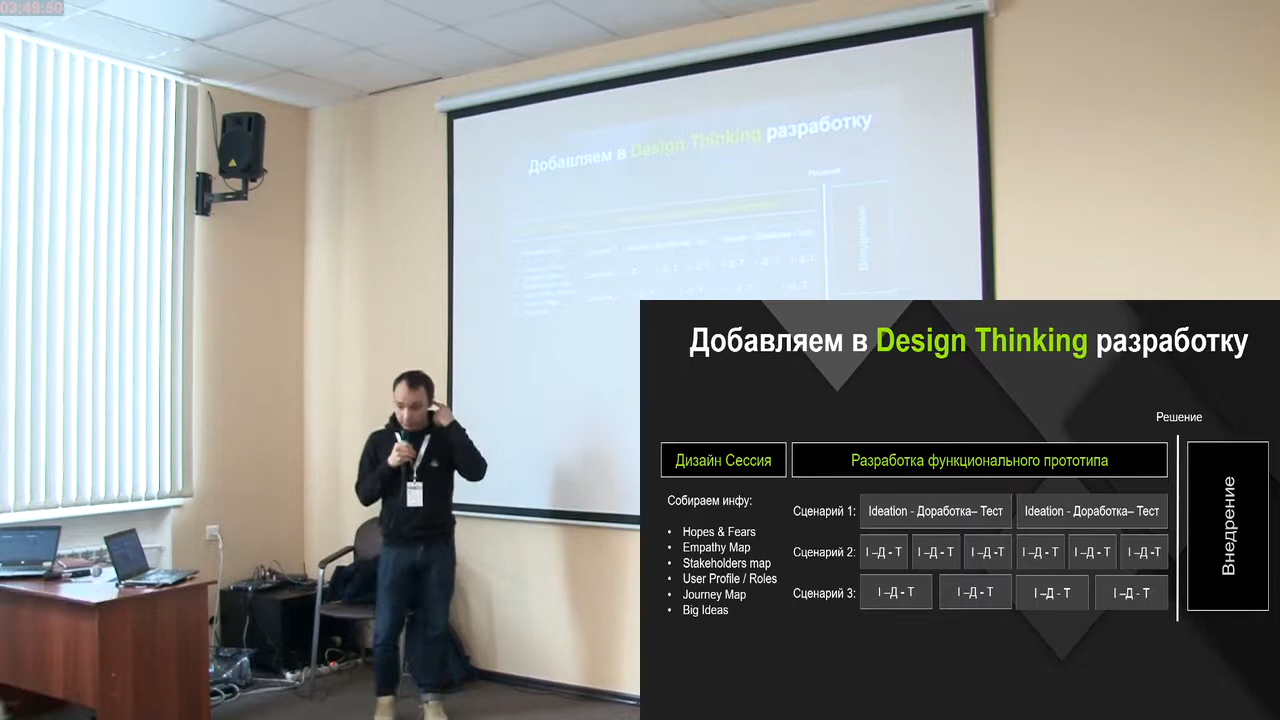 03:49:50
Добавляем в Design Thinking разработку
Решение
Добавляем в Design Thinking разработку
Решение
Дизайн Сессия
Разработка функционального прототипа
Внедрение
Собираем инфу:
• Hopes & Fears
• Empathy Map
• Stakeholders map
• User Profile / Roles
• Journey Map
• Big Ideas
Сценарий 1: Ideation - Доработка– Тест Ideation - Доработка– Тест
Сценарий 2: І –Д - Т І –Д - Т І –Д - Т І –Д - Т І –Д - Т І –Д -Т
Сценарий 3: І –Д - Т І –Д - Т І –Д - Т І –Д - Т